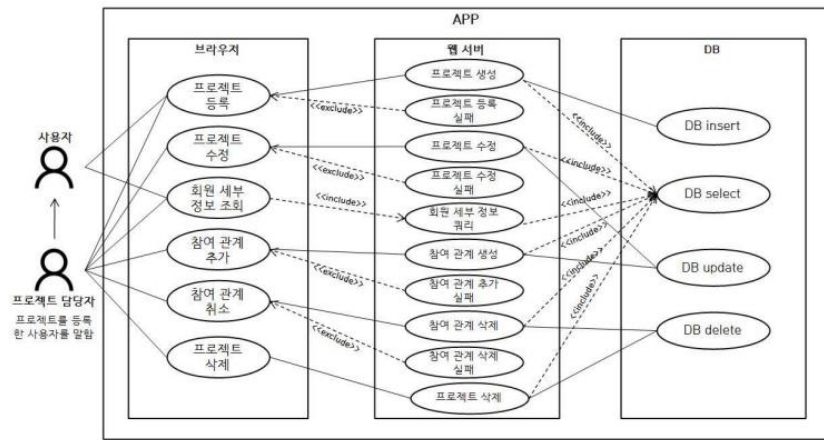 APP
브라우저
웹 서버
DB
사용자
프로젝트 담당자
프로젝트를 등록
한 사용자를 말함
프로젝트
등록
프로젝트
수정
회원 세부
정보 조회
참여 관계
추가
참여 관계
취소
프로젝트
삭제
<<exclude>>
<<exclude>>
<<include>>
<<exclude>>
<<exclude>>
프로젝트 생성
프로젝트 등록
실패
프로젝트 수정
프로젝트 수정
실패
회원 세부 정보
쿼리
참여 관계 생성
참여 관계 추가
실패
참여 관계 삭제
참여 관계 삭제
실패
프로젝트 삭제
<<include>>
<<include>>
<<include>>
<<include>>
<<include>>
<<include>>
DB insert
DB select
DB update
DB delete